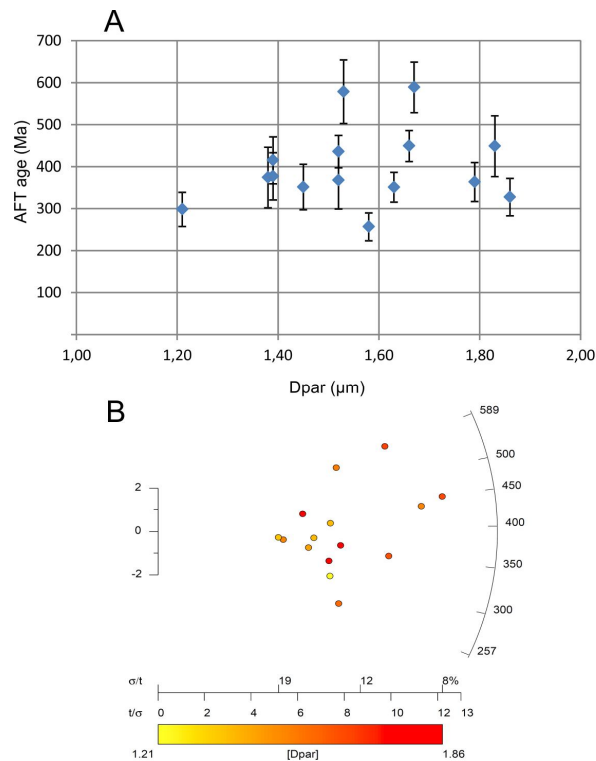 A
700
600
500
400
300
200
100
AFT age (Ma)
1,00 1,20 1,40 1,60 1,80 2,00
Dpar (µm)
B
589
500
450
400
350
300
257
2
0
-2
σ/t 19 12 8%
t/σ 0 2 4 6 8 10 12 13
1.21 [Dpar] 1.86